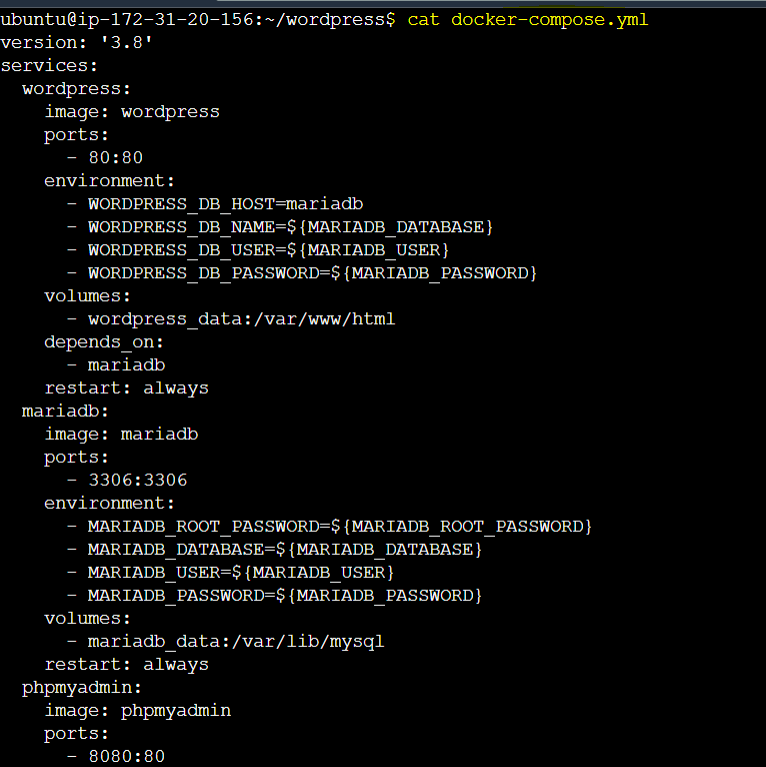 ubuntu@ip-172-31-20-156:~/wordpress$ cat docker-compose.yml
version: '3.8'
services:
  wordpress:
    image: wordpress
    ports:
      - 80:80
    environment:
      - WORDPRESS_DB_HOST=mariadb
      - WORDPRESS_DB_NAME=${MARIADB_DATABASE}
      - WORDPRESS_DB_USER=${MARIADB_USER}
      - WORDPRESS_DB_PASSWORD=${MARIADB_PASSWORD}
    volumes:
      - wordpress_data:/var/www/html
    depends_on:
      - mariadb
    restart: always
  mariadb:
    image: mariadb
    ports:
      - 3306:3306
    environment:
      - MARIADB_ROOT_PASSWORD=${MARIADB_ROOT_PASSWORD}
      - MARIADB_DATABASE=${MARIADB_DATABASE}
      - MARIADB_USER=${MARIADB_USER}
      - MARIADB_PASSWORD=${MARIADB_PASSWORD}
    volumes:
      - mariadb_data:/var/lib/mysql
    restart: always
  phpmyadmin:
    image: phpmyadmin
    ports:
      - 8080:80